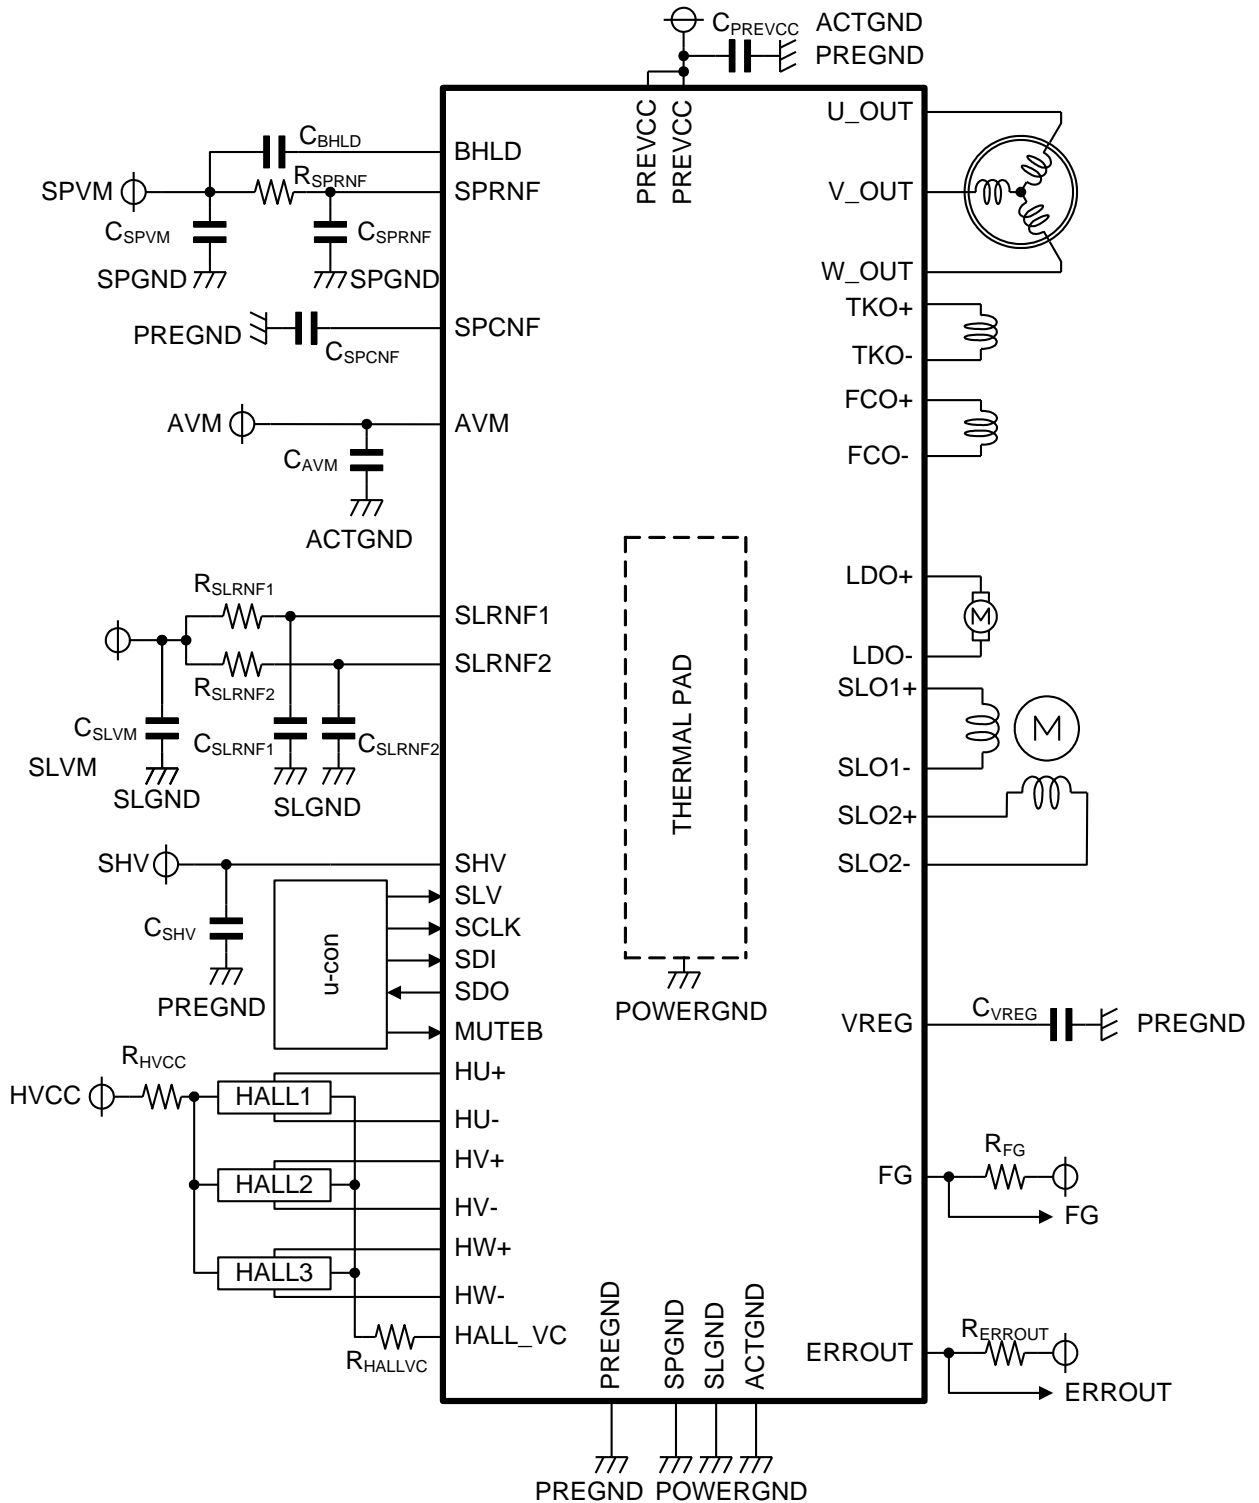 CPREVCC ACTGND
PREGND
PREVCC
PREVCC
U_OUT
CBHLD
BHLD
RSPRNF
SPVM
SPRNF
V_OUT
CSPVM
CSPRNF
SPGND
SPGND
W_OUT
TKO+
PREGND
SPCNF
CSPCNF
TKO-
FCO+
AVM
AVM
CAVM
FCO-
ACTGND
RSLRNF1
LDO+
SLRNF1
M
SLRNF2
LDO-
RSLRNF2
SLO1+
CSLVM
CSLRNF1
CSLRNF2
THERMAL PAD
M
SLVM
SLO1-
SLGND
SLGND
SLO2+
SHV
SHV
SLO2-
SLV
CSHV
SCLK
u-con
SDI
SDO
PREGND
POWERGND
CVREG
MUTEB
VREG
PREGND
RHVCC
HU+
HVCC
HALL1
HU-
HV+
RFG
HALL2
FG
HV-
FG
HW+
HALL3
HW-
HALL_VC
RHALLVC
PREGND
SPGND
SLGND
ACTGND
RERROUT
ERROUT
ERROUT
PREGND POWERGND